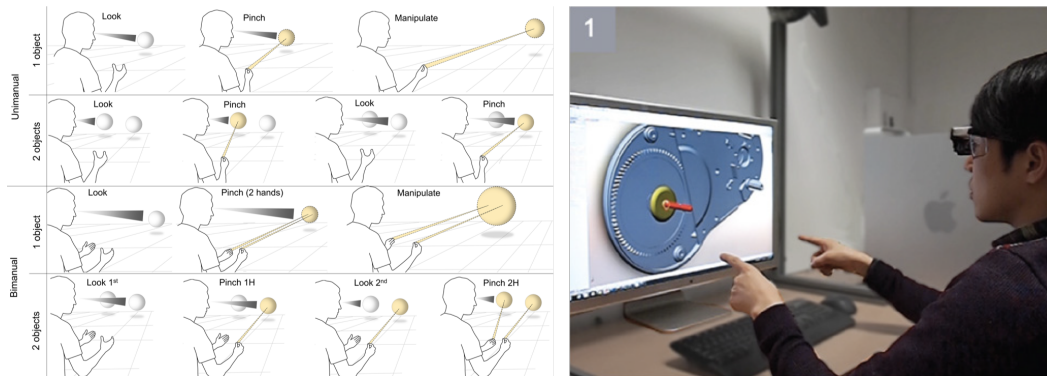 Look
Pinch
Manipulate
Unimanual
1 object
Look
Pinch
Look
Pinch
2 objects
Look
Pinch (2 hands)
Manipulate
Bimanual
1 object
Look 1st
Pinch 1H
Look 2nd
Pinch 2H
2 objects
1